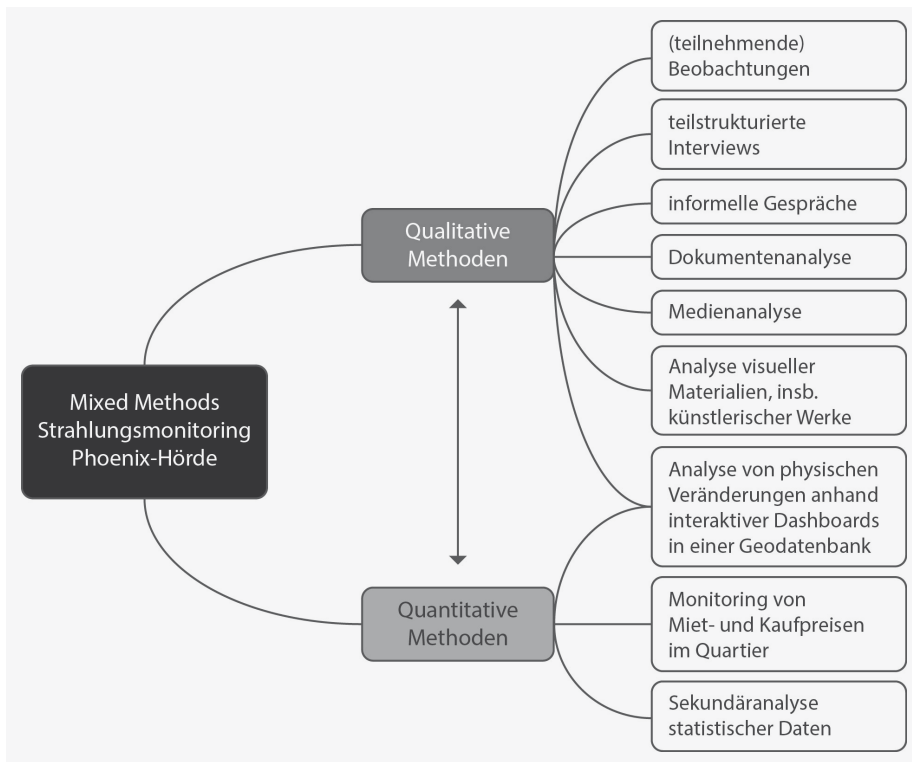 Mixed Methods
Strahlungsmonitoring
Phoenix-Hörde
Qualitative
Methoden
Quantitative
Methoden
(teilnehmende)
Beobachtungen
teilstrukturierte
Interviews
informelle Gespräche
Dokumentenanalyse
Medienanalyse
Analyse visueller
Materialien, insb.
künstlerischer Werke
Analyse von physischen
Veränderungen anhand
interaktiver Dashboards
in einer Geodatenbank
Monitoring von
Miet- und Kaufpreisen
im Quartier
Sekundäranalyse
statistischer Daten